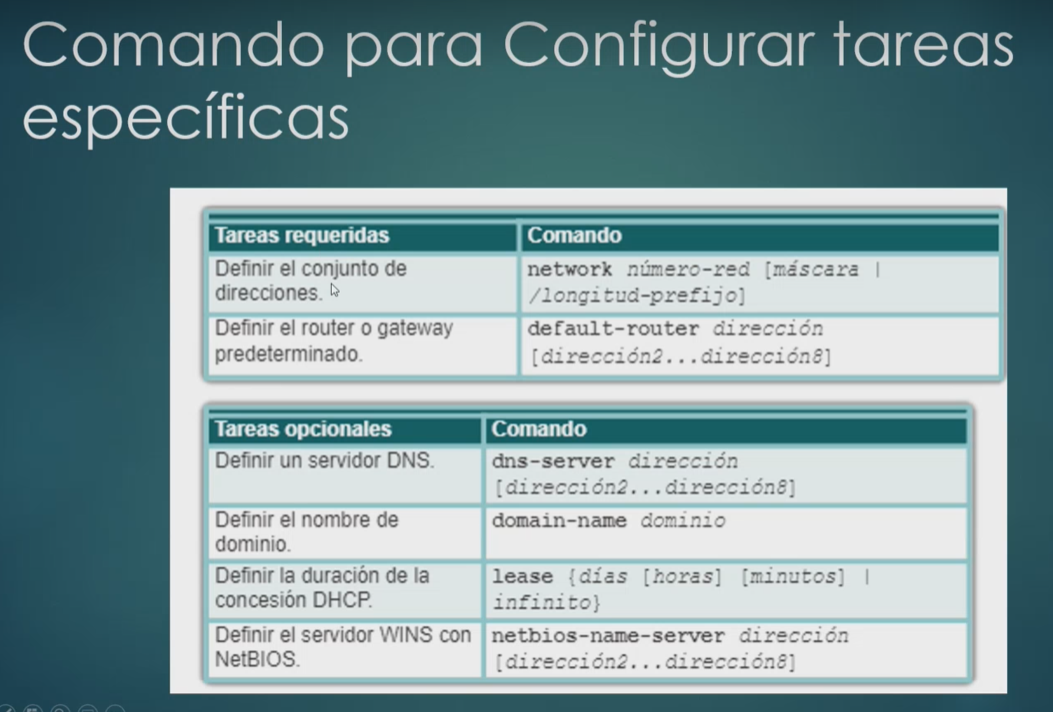 Comando para Configurar tareas
específicas
Tareas requeridas
Comando
Definir el conjunto de
direcciones.
network número-red [máscara |
/longitud-prefijo]
Definir el router o gateway
predeterminado.
default-router dirección
[dirección2...dirección8]
Tareas opcionales
Comando
Definir un servidor DNS.
dns-server dirección
[dirección2...dirección8]
Definir el nombre de
dominio.
domain-name dominio
Definir la duración de la
concesión DHCP.
lease {días [horas] [minutos] |
infinito}
Definir el servidor WINS con
NetBIOS.
netbios-name-server dirección
[dirección2...dirección8]